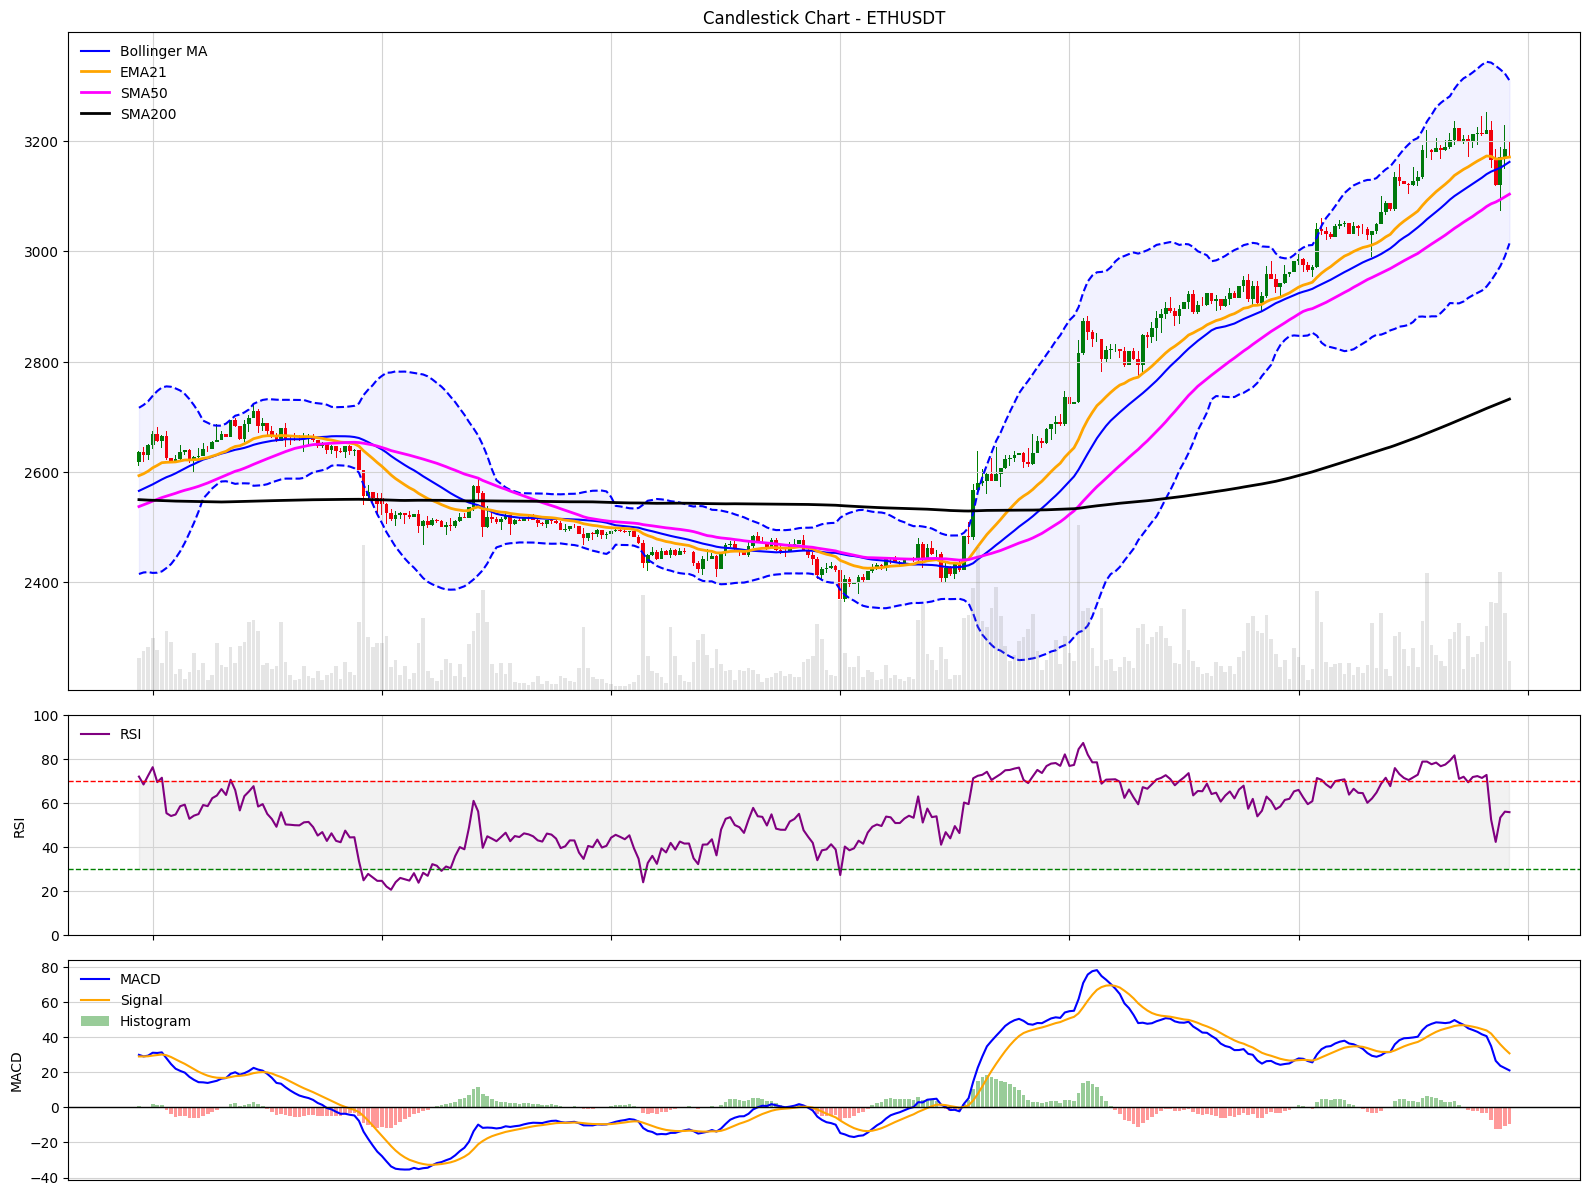 Candlestick Chart - ETHUSDT
Bollinger MA
EMA21
SMA50
SMA200
3200
3000
2800
2600
2400
RSI
100
80
60
40
20
0
RSI
MACD
Signal
Histogram
80
60
40
20
0
−20
−40
MACD